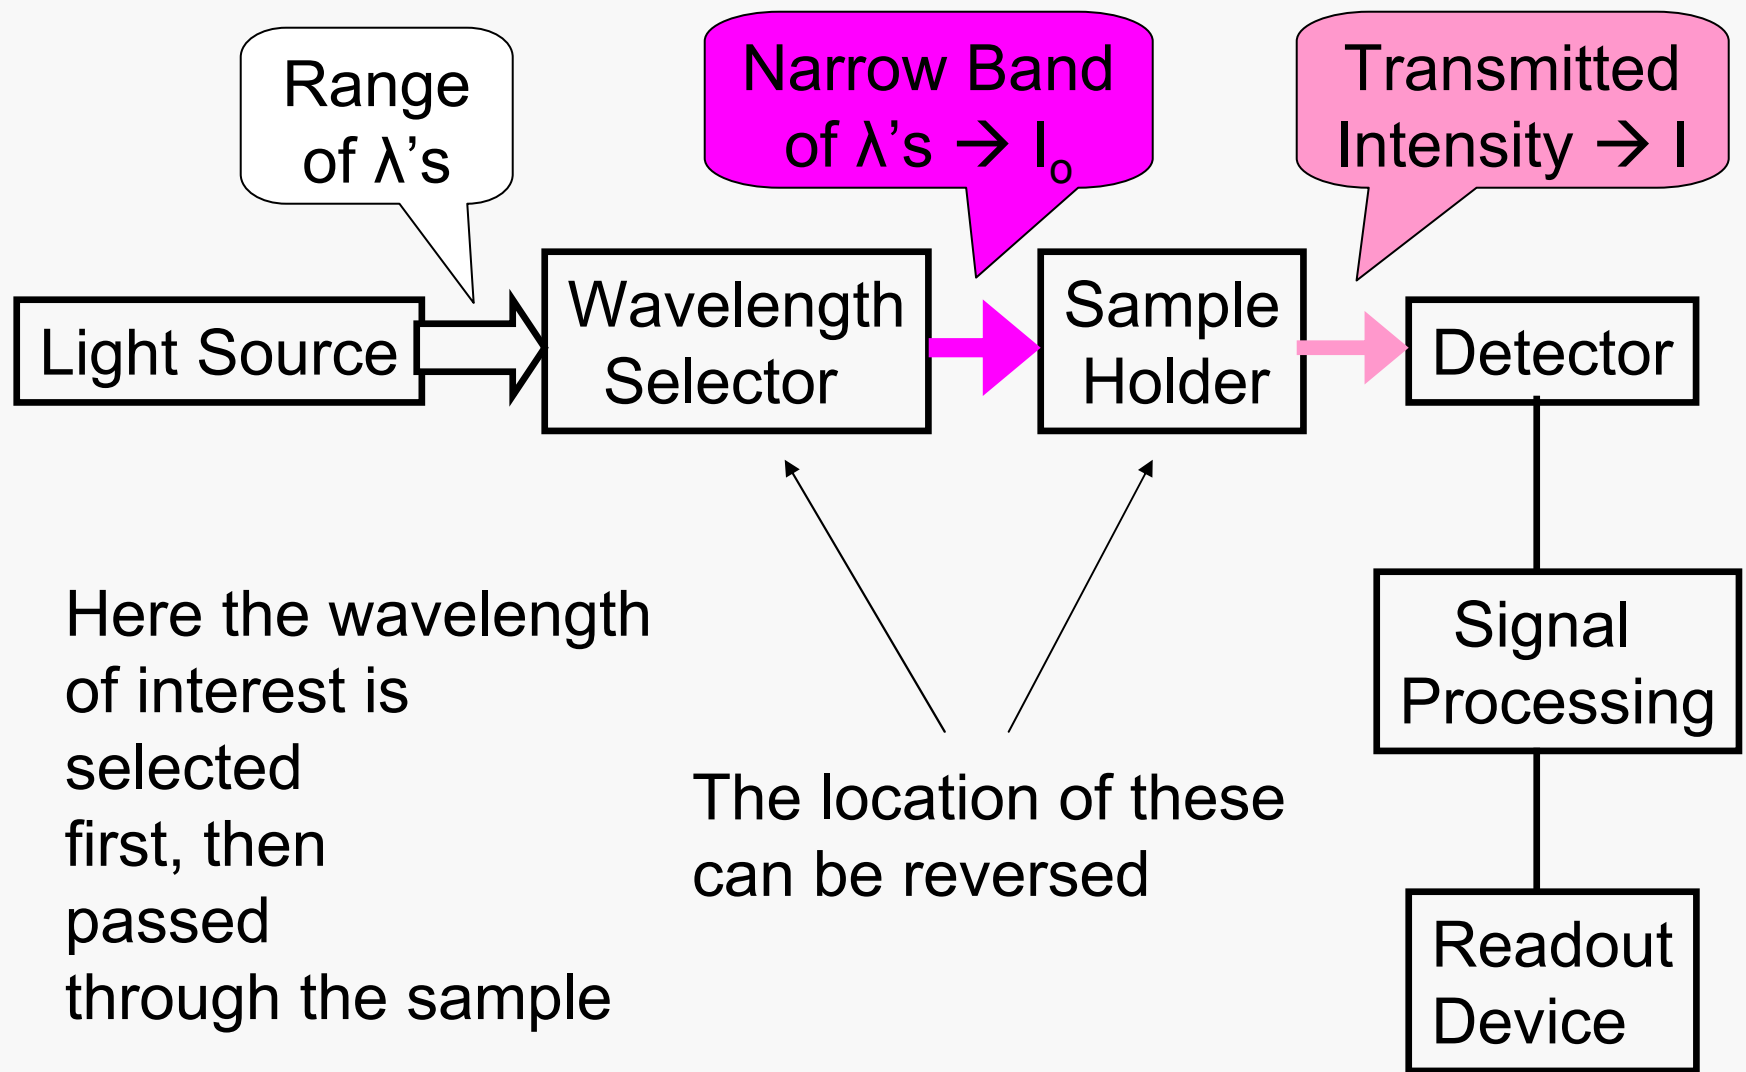 Range
of λ's
Narrow Band
of λ's → Iₒ
Transmitted
Intensity → I
Light Source
Wavelength
Selector
Sample
Holder
Detector
Signal
Processing
Readout
Device
Here the wavelength
of interest is
selected
first, then
passed
through the sample
The location of these
can be reversed